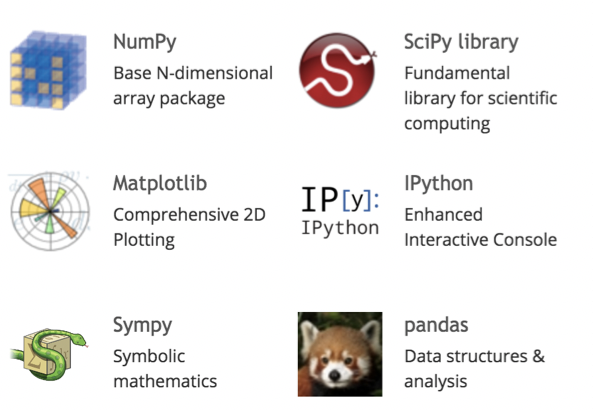 NumPy
Base N-dimensional
array package
SciPy library
Fundamental
library for scientific
computing
Matplotlib
Comprehensive 2D
Plotting
IP[y]:
IPython
IPython
Enhanced
Interactive Console
Sympy
Symbolic
mathematics
pandas
Data structures &
analysis